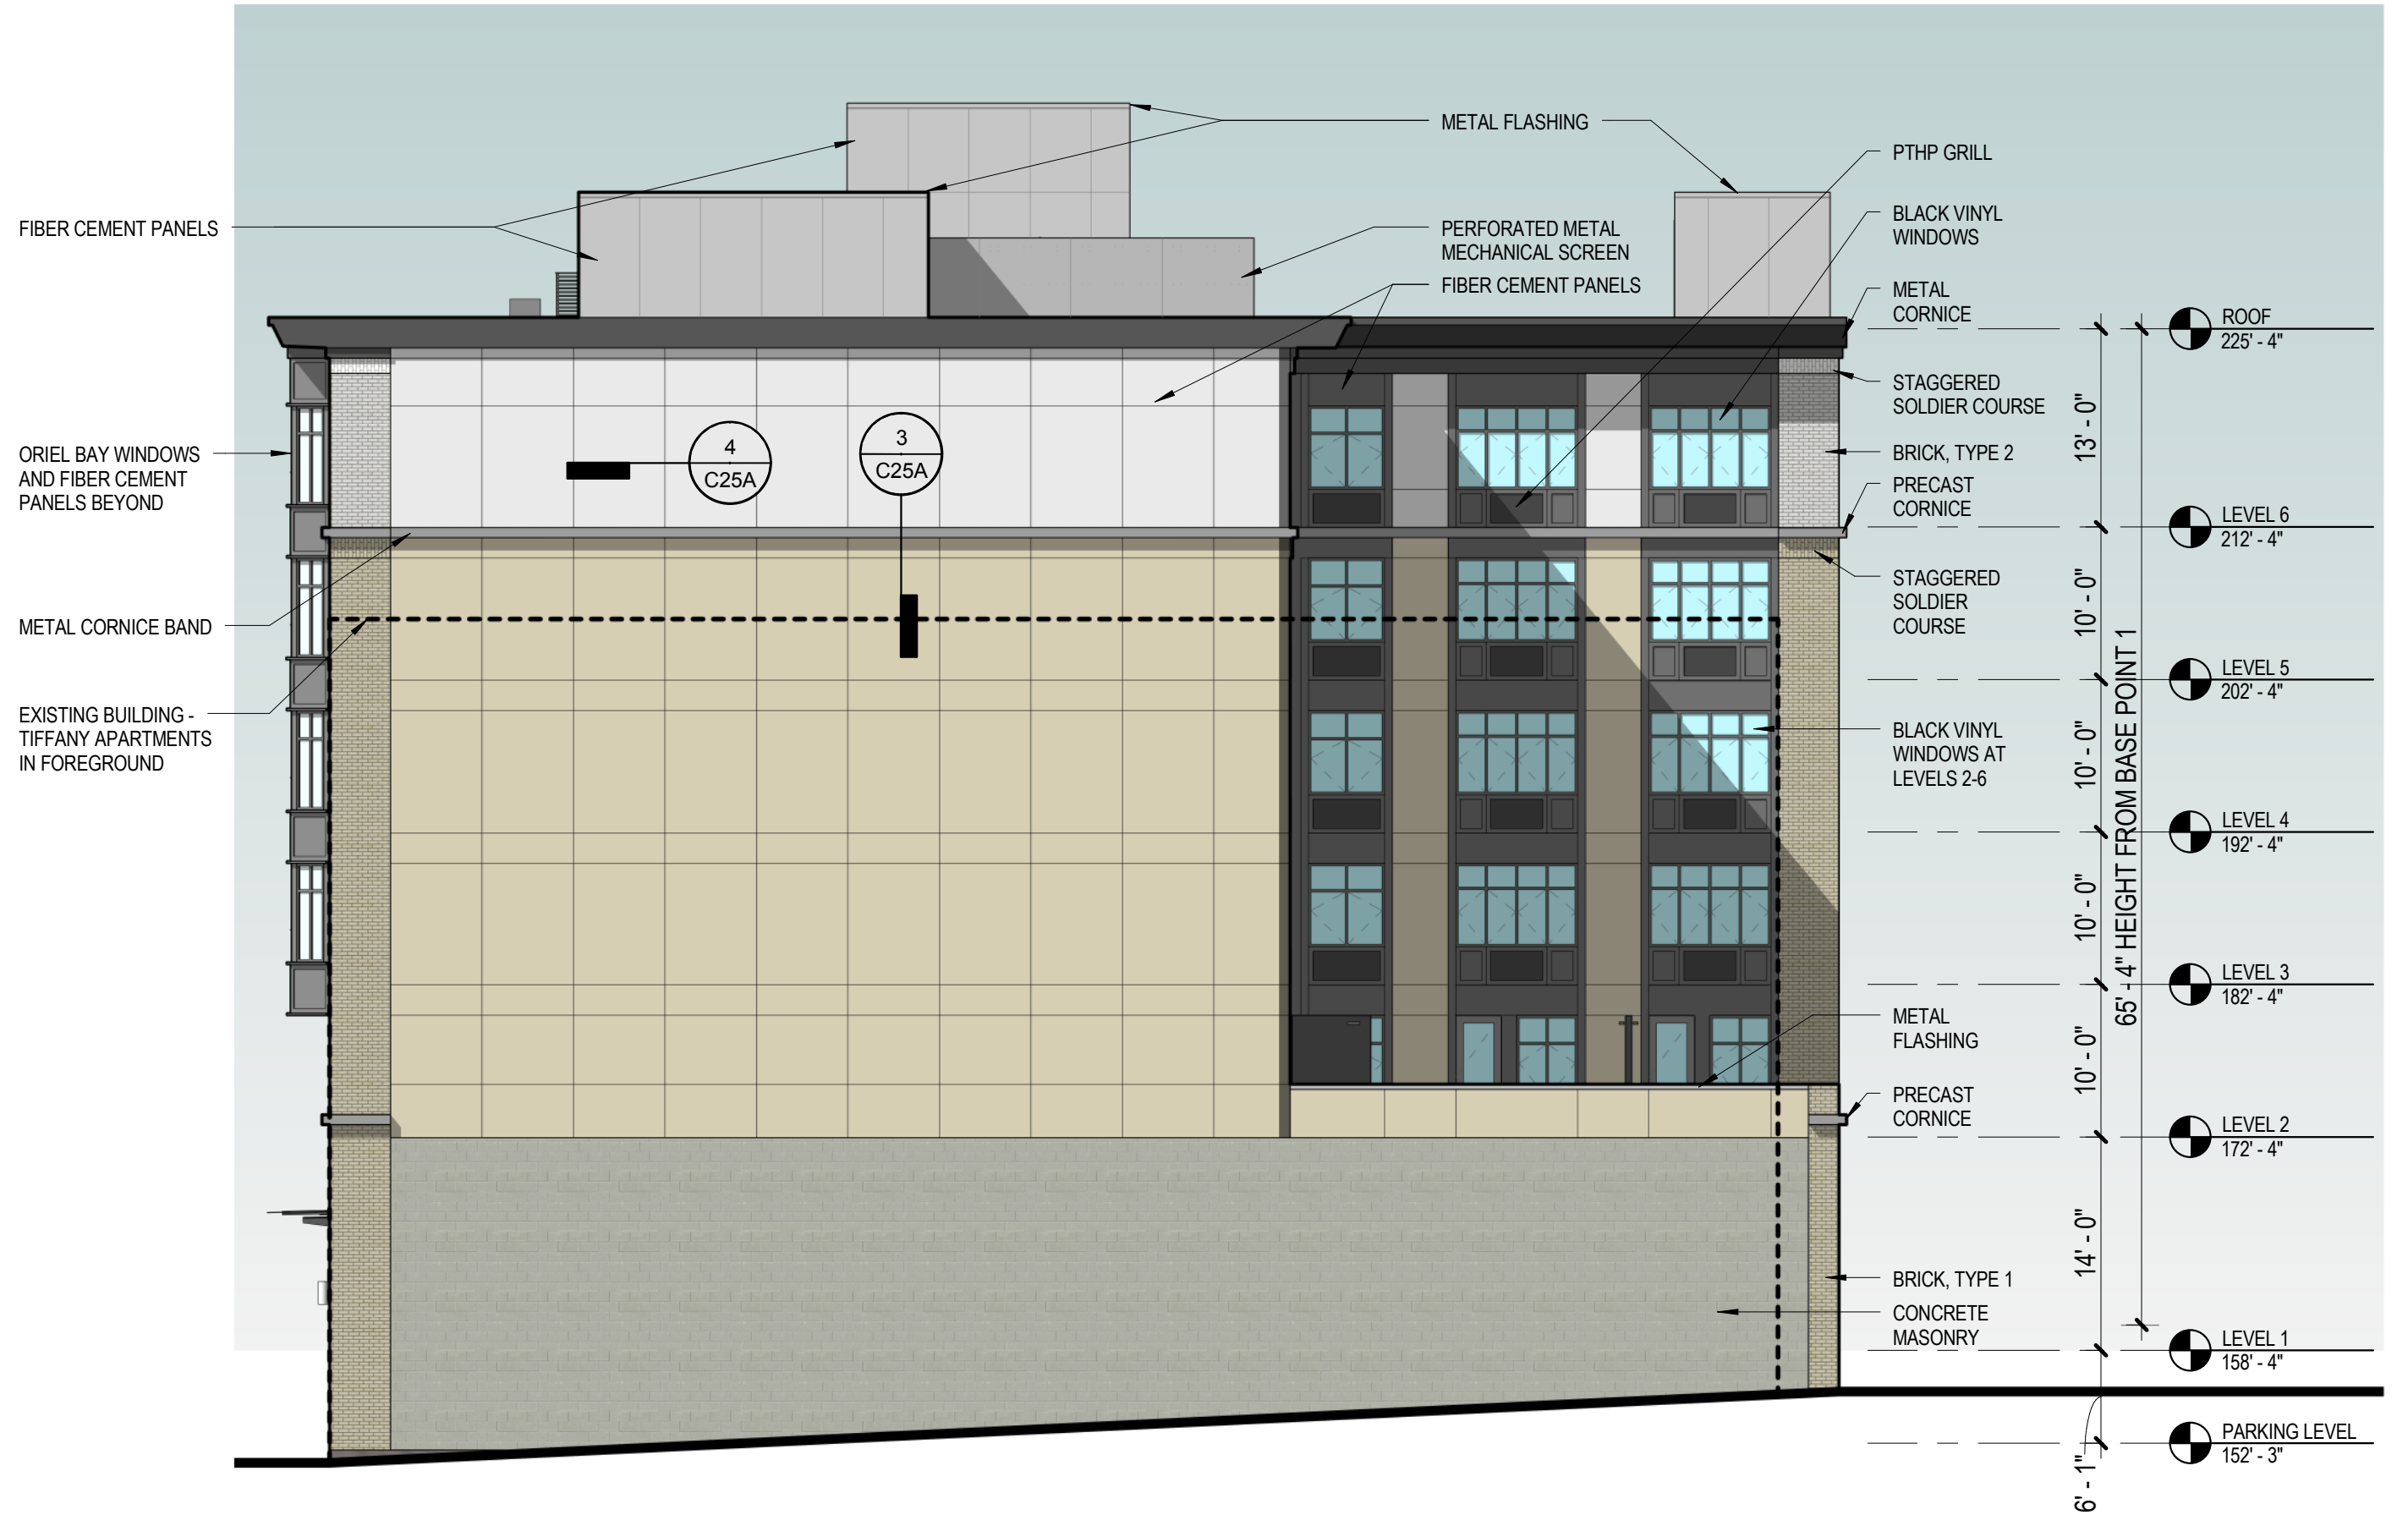 METAL FLASHING
PTHP GRILL
FIBER CEMENT PANELS
PERFORATED METAL
MECHANICAL SCREEN
FIBER CEMENT PANELS
BLACK VINYL
WINDOWS
METAL
CORNICE
ROOF
225' - 4"
STAGGERED
SOLDIER COURSE
13' - 0"
ORIEL BAY WINDOWS
AND FIBER CEMENT
PANELS BEYOND
4
C25A
3
C25A
BRICK, TYPE 2
PRECAST
CORNICE
LEVEL 6
212' - 4"
STAGGERED
SOLDIER
COURSE
10' - 0"
METAL CORNICE BAND
LEVEL 5
202' - 4"
EXISTING BUILDING -
TIFFANY APARTMENTS
IN FOREGROUND
BLACK VINYL
WINDOWS AT
LEVELS 2-6
10' - 0"
65' - 4" HEIGHT FROM BASE POINT 1
LEVEL 4
192' - 4"
10' - 0"
LEVEL 3
182' - 4"
METAL
FLASHING
10' - 0"
PRECAST
CORNICE
LEVEL 2
172' - 4"
14' - 0"
BRICK, TYPE 1
CONCRETE
MASONRY
LEVEL 1
158' - 4"
PARKING LEVEL
152' - 3"
6' - 1"